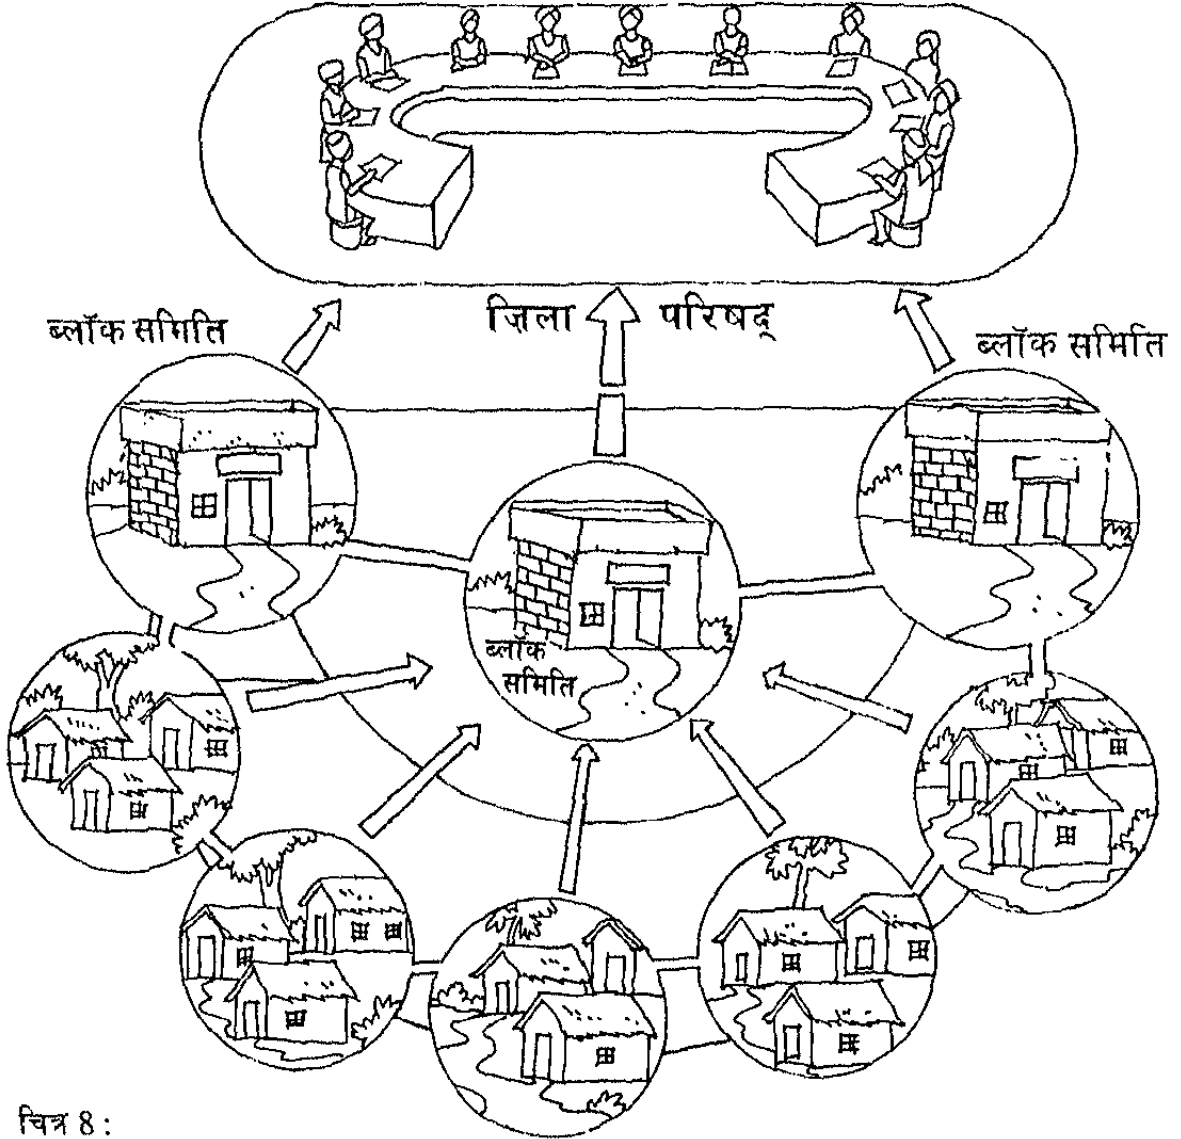 ब्लॉक समिति
ज़िला परिषद्
ब्लॉक समिति
ब्लॉक
समिति
चित्र 8 :